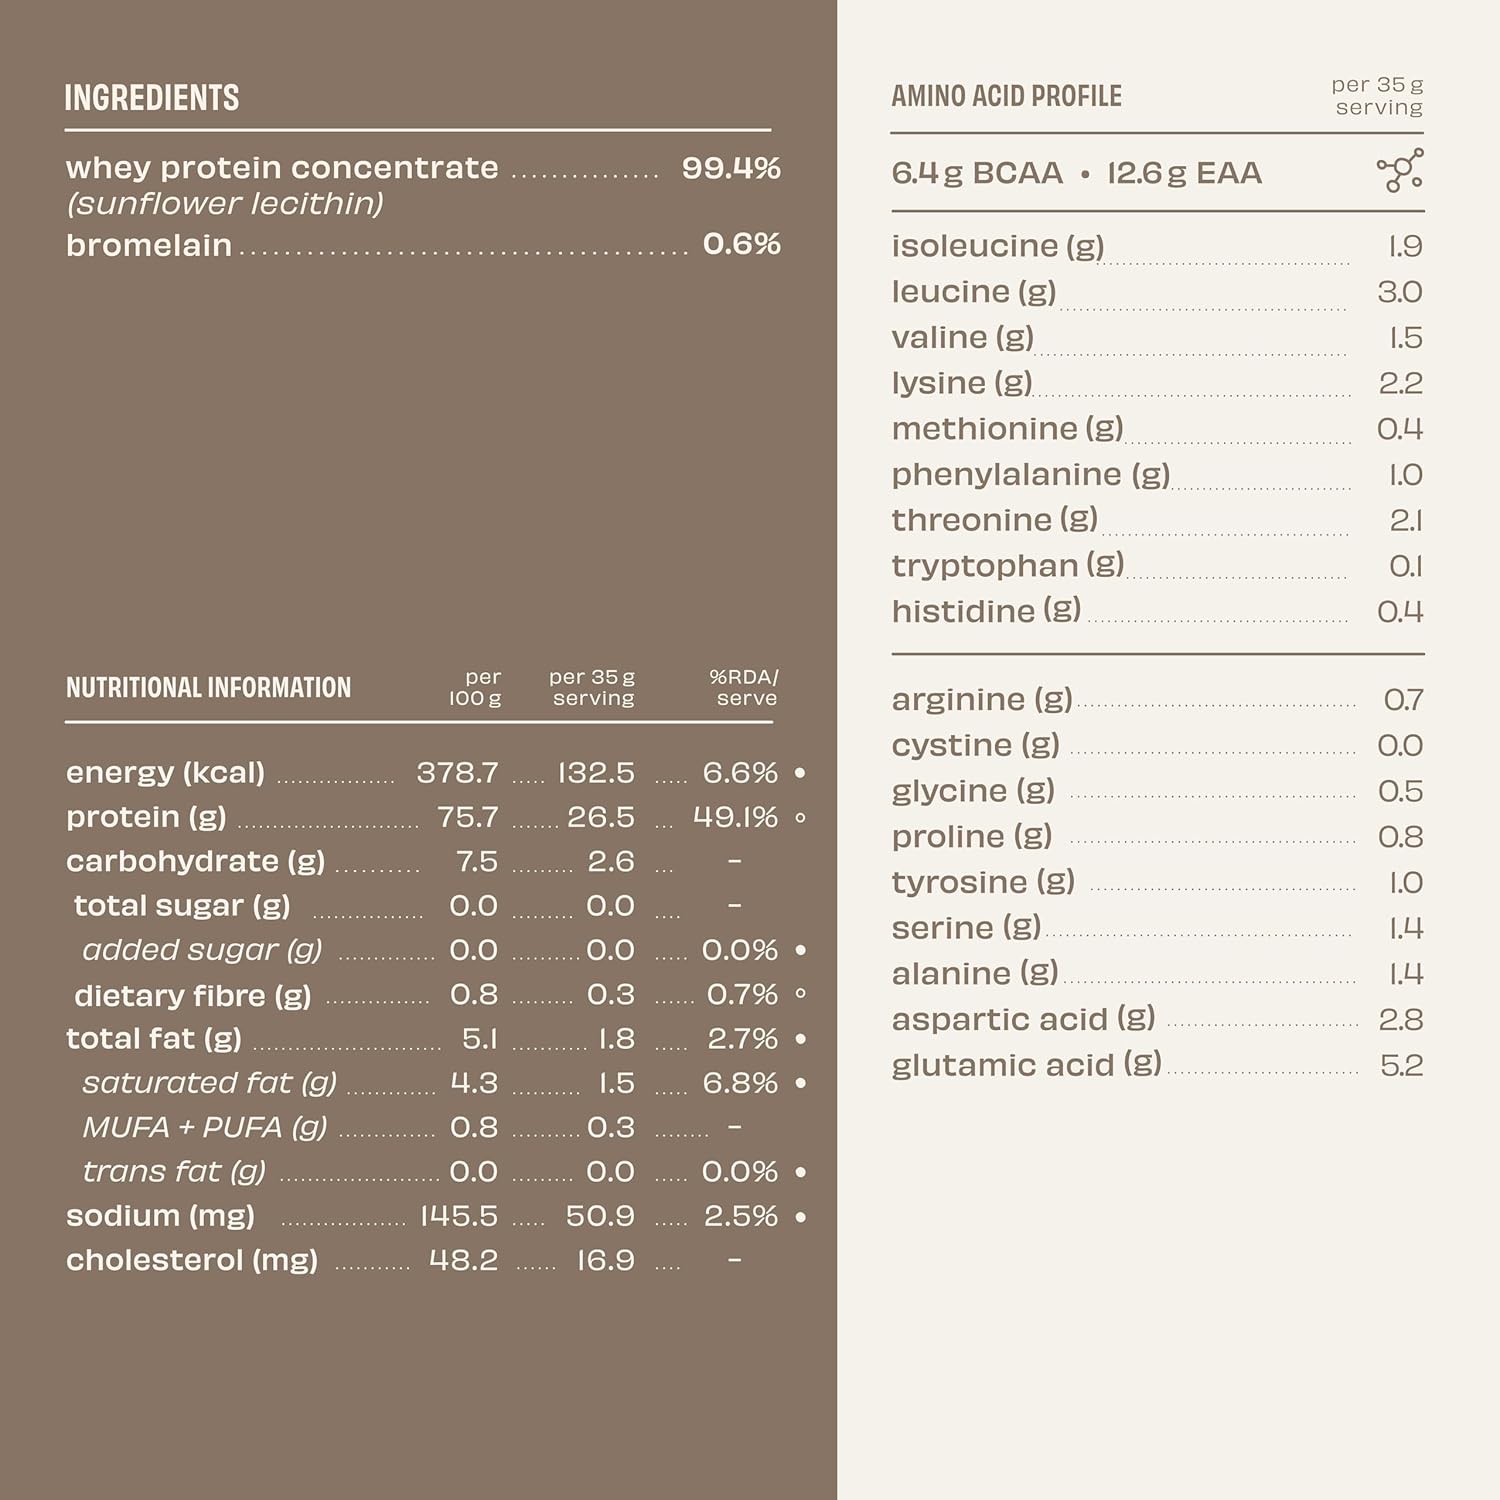 INGREDIENTS
whey protein concentrate ............... 99.4%
(sunflower lecithin)
bromelain ....................................... 0.6%
NUTRITIONAL INFORMATION per 100 g per 35 g serving %RDA/ serve
energy (kcal) ................ 378.7 ..... 132.5 ..... 6.6% •
protein (g) ......................... 75.7 ....... 26.5 ... 49.1% ○
carbohydrate (g) .......... 7.5 ......... 2.6 ... -
total sugar (g) ............... 0.0 ......... 0.0 .... -
added sugar (g) ............. 0.0 .......... 0.0 ..... 0.0% •
dietary fibre (g) .............. 0.8 ......... 0.3 ...... 0.7% ○
total fat (g) .......................... 5.1 .......... 1.8 ..... 2.7% •
saturated fat (g) ............ 4.3 .......... 1.5 ..... 6.8% •
MUFA + PUFA (g) ............. 0.8 .......... 0.3 ........ -
trans fat (g) ...................... 0.0 ......... 0.0 ..... 0.0% •
sodium (mg) ................. 145.5 ..... 50.9 ..... 2.5% •
cholesterol (mg) ........... 48.2 ...... 16.9 .... -
AMINO ACID PROFILE per 35 g serving
6.4 g BCAA • 12.6 g EAA
isoleucine (g) .................... 1.9
leucine (g) .................... 3.0
valine (g) .................... 1.5
lysine (g) .................... 2.2
methionine (g) .................... 0.4
phenylalanine (g) .................... 1.0
threonine (g) .................... 2.1
tryptophan (g) .................... 0.1
histidine (g) .................... 0.4
arginine (g) .................... 0.7
cystine (g) .................... 0.0
glycine (g) .................... 0.5
proline (g) .................... 0.8
tyrosine (g) .................... 1.0
serine (g) .................... 1.4
alanine (g) .................... 1.4
aspartic acid (g) .................... 2.8
glutamic acid (g) .................... 5.2